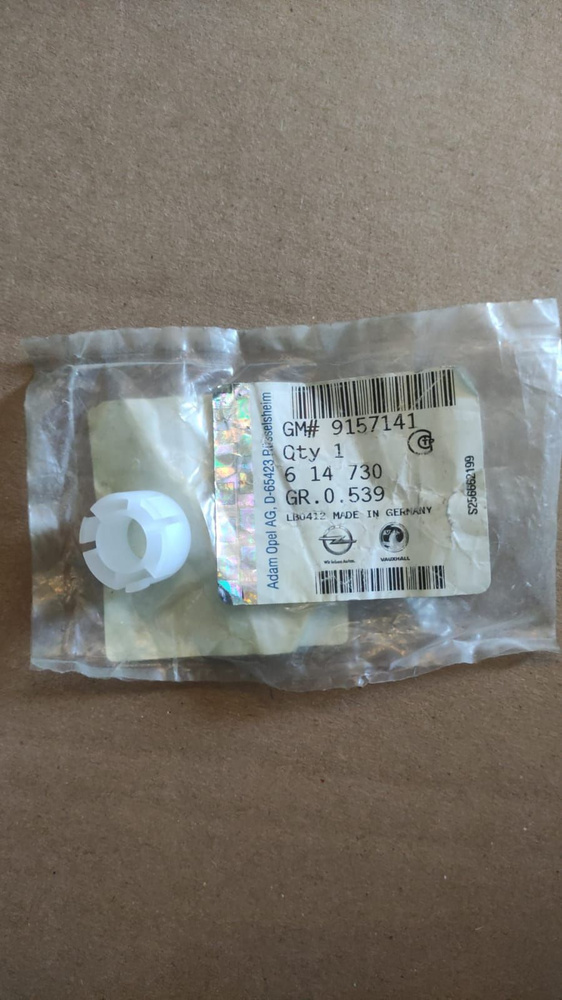 GM# 9157141
Qty 1
6 14 730
GR.0.539
LB0412 MADE IN GERMANY
VAUXHALL
Adam Opel AG, D-65423 Rüsselsheim
S256662199